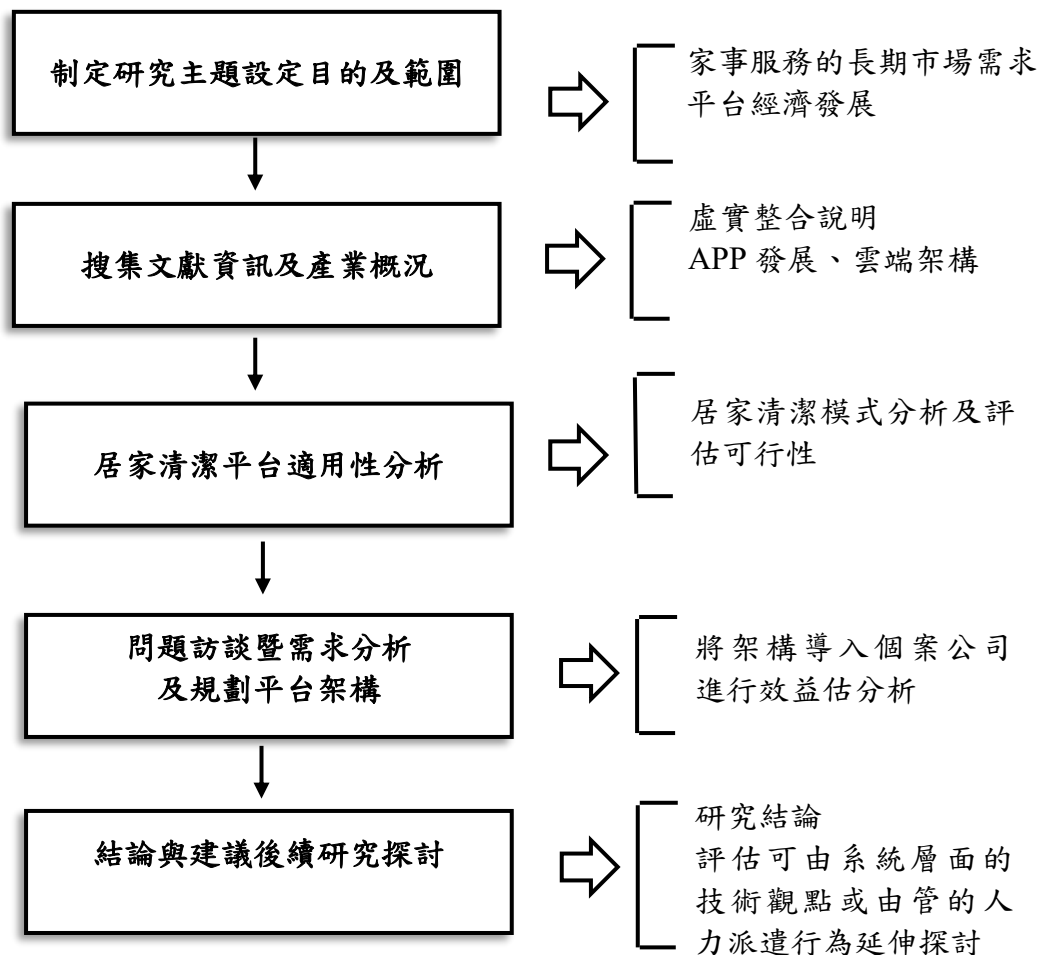 制定研究主題設定目的及範圍
家事服務的長期市場需求
平台經濟發展
搜集文獻資訊及產業概況
虛實整合說明
APP 發展、雲端架構
居家清潔平台適用性分析
居家清潔模式分析及評
估可行性
問題訪談暨需求分析
及規劃平台架構
將架構導入個案公司
進行效益估分析
結論與建議後續研究探討
研究結論
評估可由系統層面的
技術觀點或由管的人
力派遣行為延伸探討